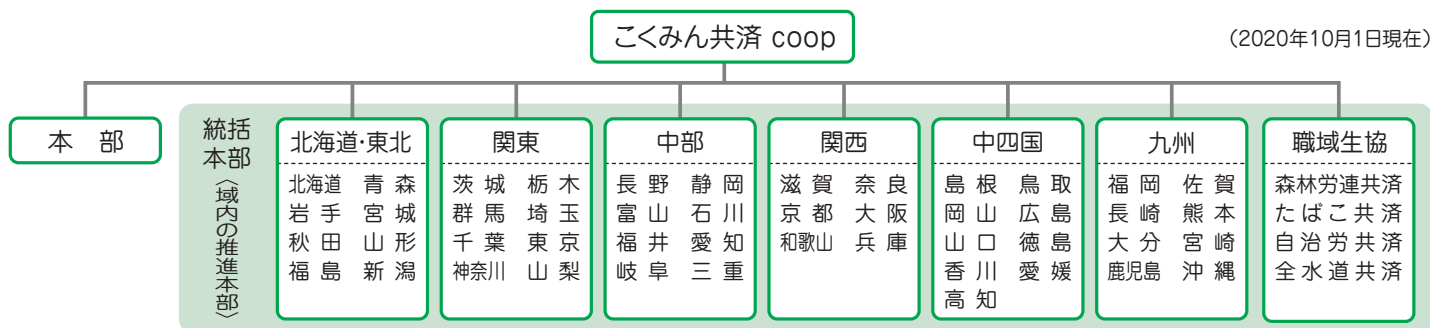 こくみん共済 coop
（2020年10月1日現在）
本 部
統括
本部
〈域内の推進本部〉
北海道・東北
北海道 青森
岩手 宮城
秋田 山形
福島 新潟
関東
茨城 栃木
群馬 埼玉
千葉 東京
神奈川 山梨
中部
長野 静岡
富山 石川
福井 愛知
岐阜 三重
関西
滋賀 奈良
京都 大阪
和歌山 兵庫
中四国
島根 鳥取
岡山 広島
山口 徳島
香川 愛媛
高知
九州
福岡 佐賀
長崎 熊本
大分 宮崎
鹿児島 沖縄
職域生協
森林労連共済
たばこ共済
自治労共済
全水道共済